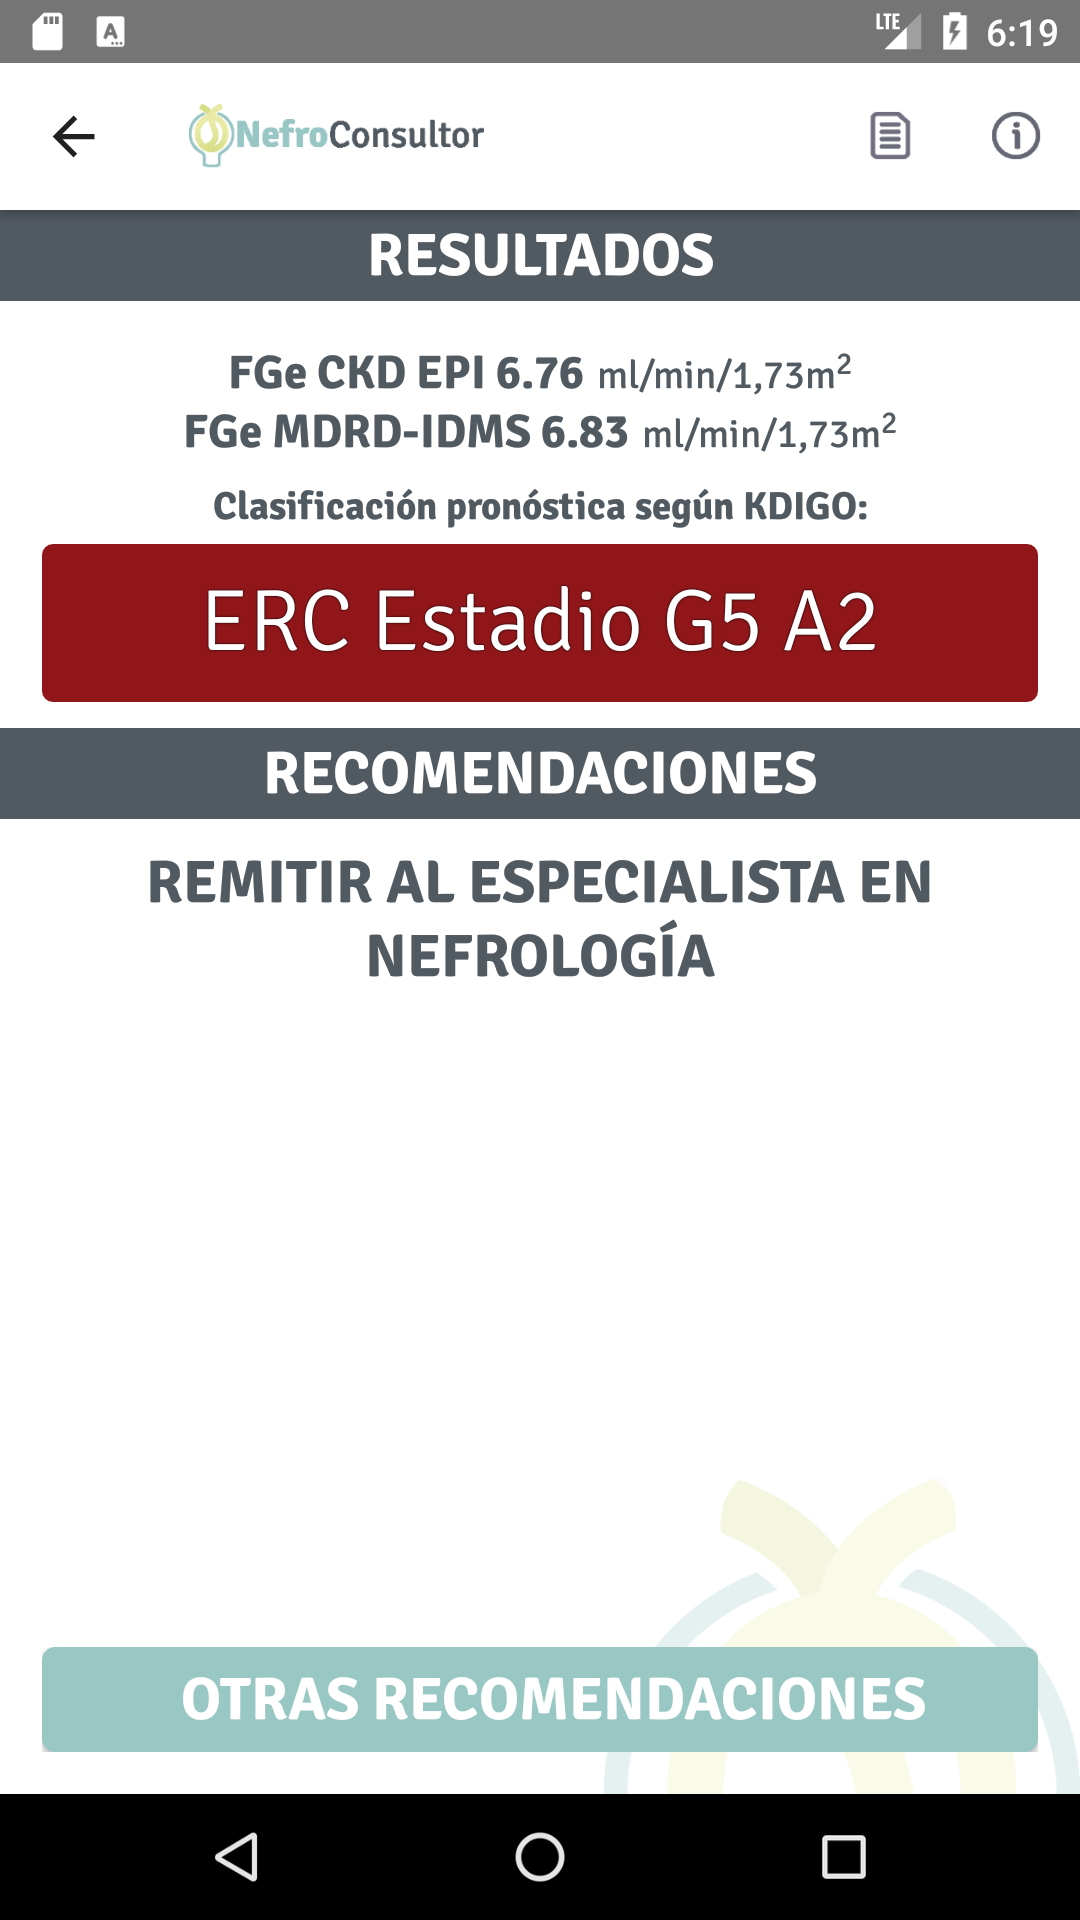 LTE 6:19
NefroConsultor
RESULTADOS
FGe CKD EPI 6.76 ml/min/1,73m²
FGe MDRD-IDMS 6.83 ml/min/1,73m²
Clasificación pronóstica según KDIGO:
ERC Estadio G5 A2
RECOMENDACIONES
REMITIR AL ESPECIALISTA EN
NEFROLOGÍA
OTRAS RECOMENDACIONES